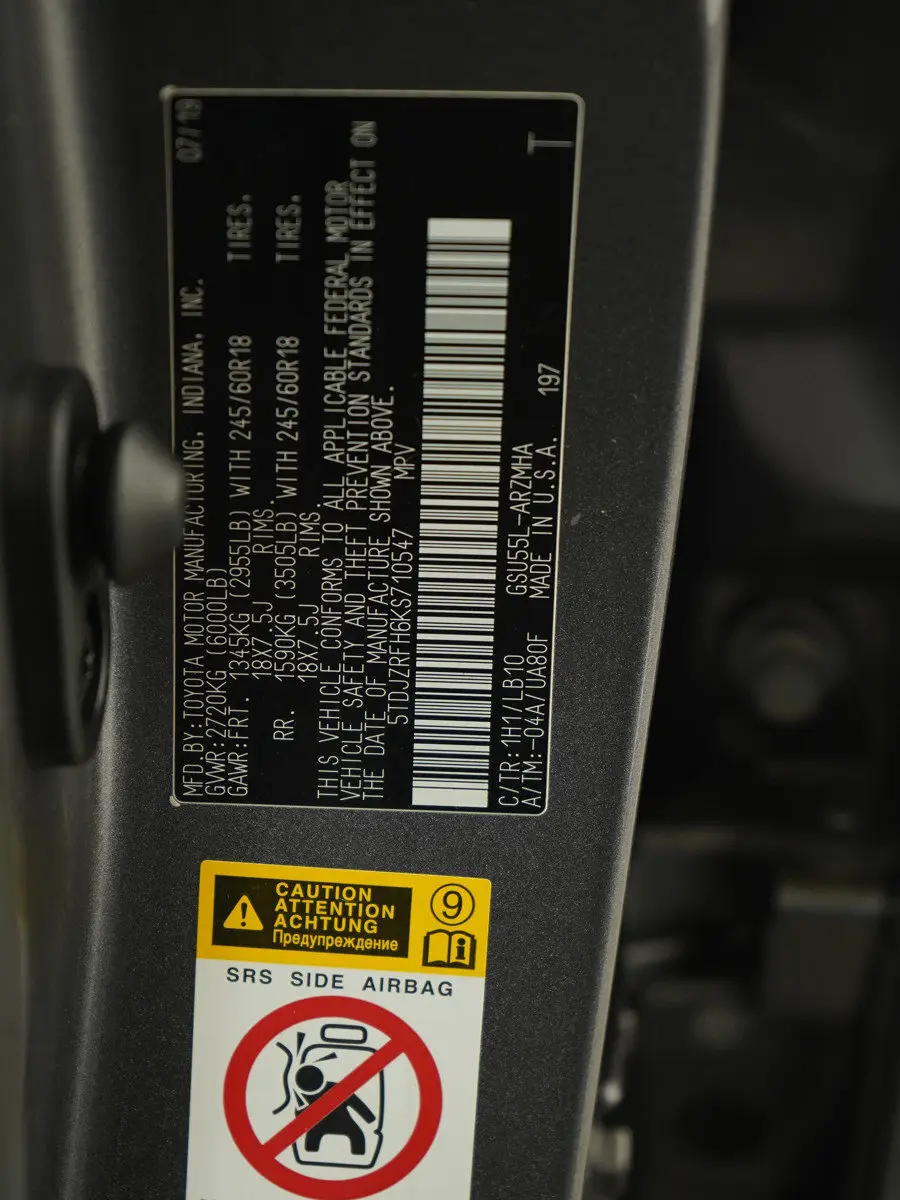 07/19
MFD.BY:TOYOTA MOTOR MANUFACTURING, INDIANA, INC.
GVWR:2720KG (6000LB)
GAWR:FRT. 1345KG (2955LB) WITH 245/60R18 TIRES.
18X7.5J RIMS.
RR. 1590KG (3505LB) WITH 245/60R18 TIRES.
18X7.5J RIMS.
THIS VEHICLE CONFORMS TO ALL APPLICABLE FEDERAL MOTOR
VEHICLE SAFETY AND THEFT PREVENTION STANDARDS IN EFFECT ON
THE DATE OF MANUFACTURE SHOWN ABOVE.
5TDJZRFH6KS710547 MPV
C/TR:1H1/LB10 GSU55L-ARZMHA
A/TM:-04A/UA80F MADE IN U.S.A. 197
T
CAUTION
ATTENTION
ACHTUNG
Предупреждение
9
i
SRS SIDE AIRBAG